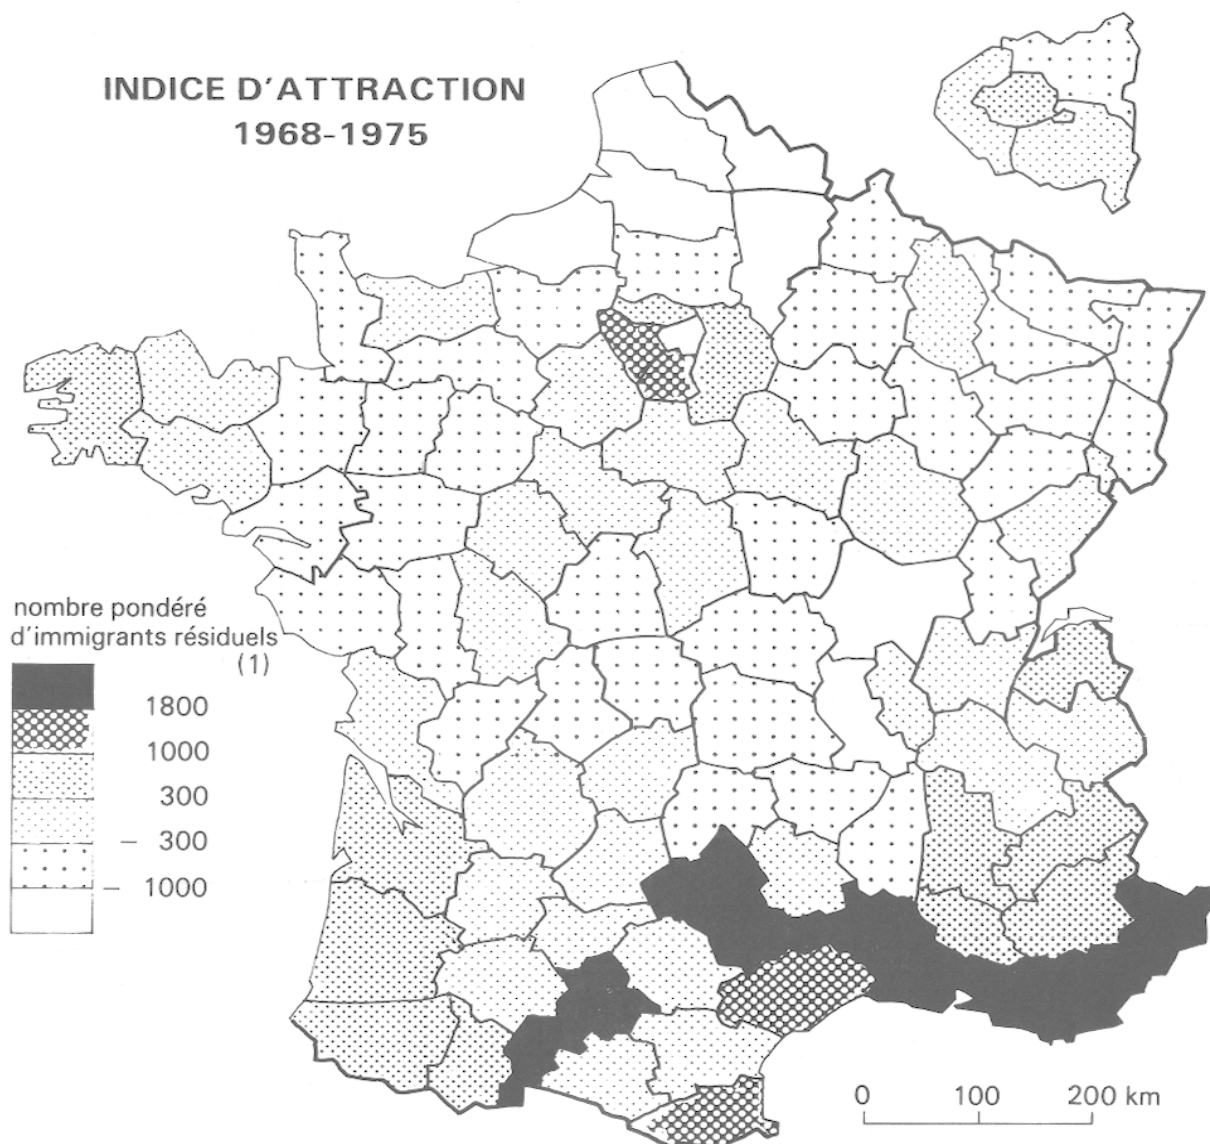 INDICE D'ATTRACTION
1968-1975
nombre pondéré
d'immigrants résiduels
(1)
1800
1000
300
– 300
– 1000
0 100 200 km